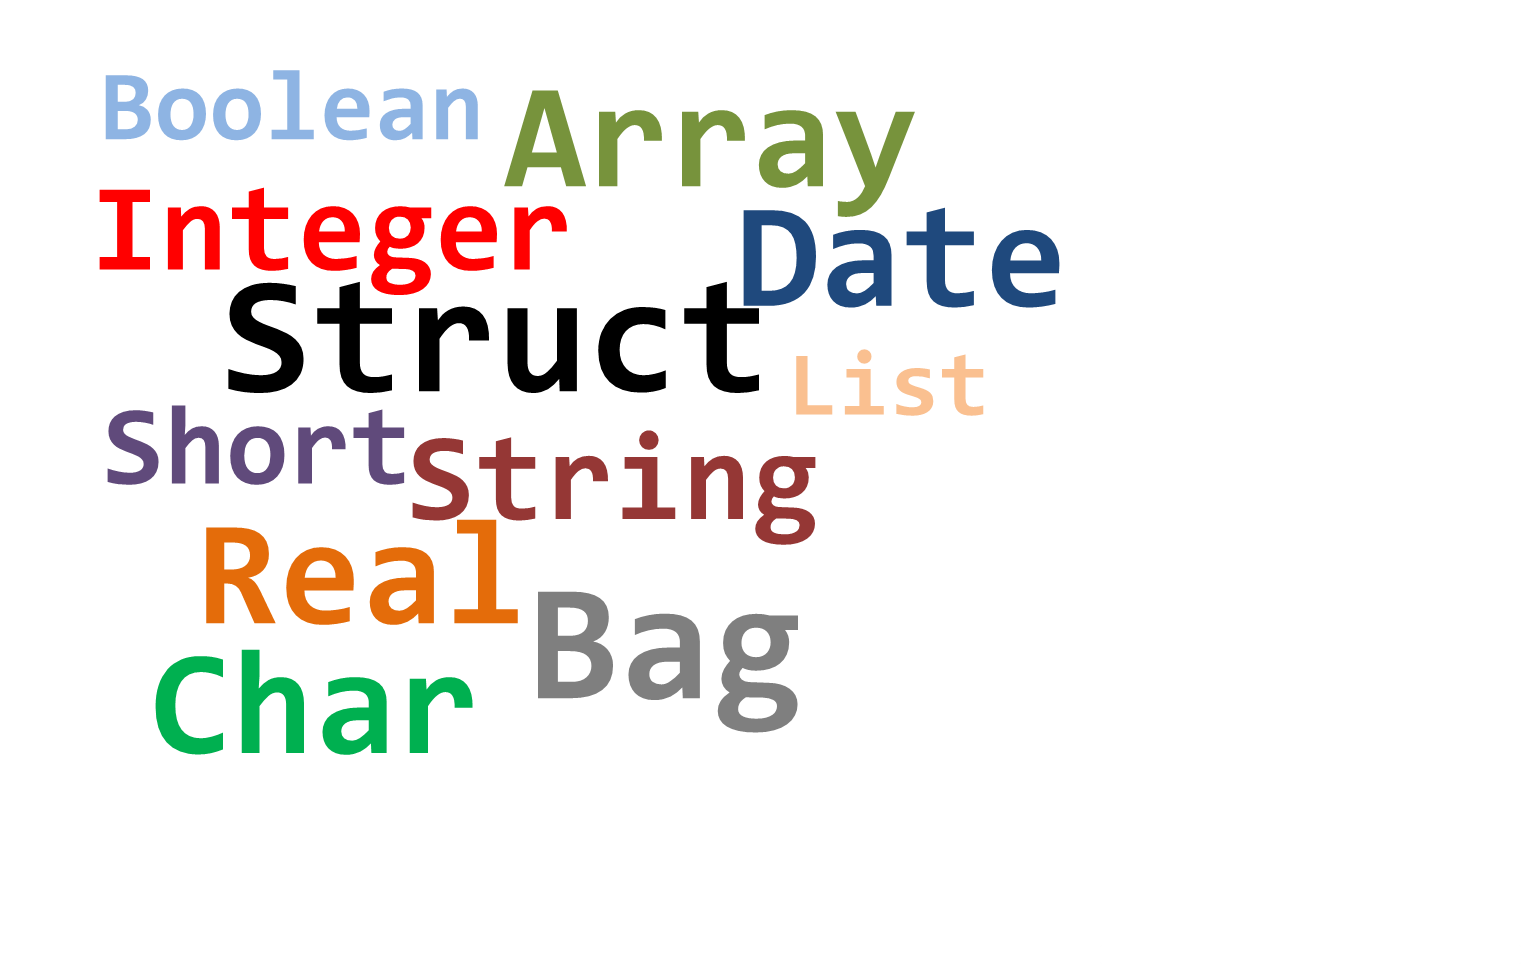 Boolean
Array
Integer
Date
Struct
List
Short
String
Real
Bag
Char